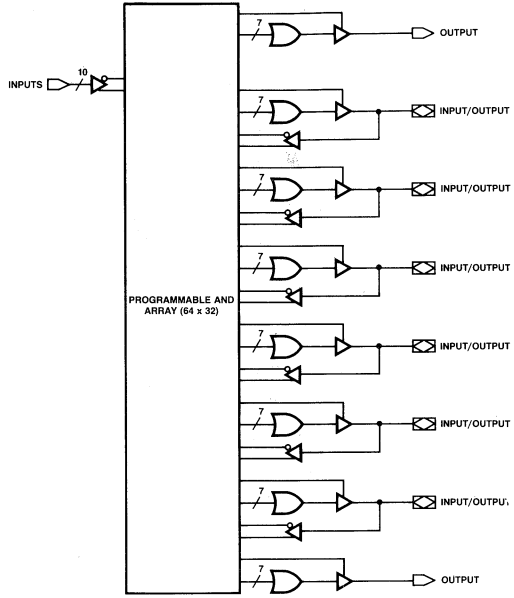 7
OUTPUT
10
INPUTS
7
INPUT/OUTPUT
7
INPUT/OUTPUT
7
INPUT/OUTPUT
PROGRAMMABLE AND
ARRAY (64 x 32)
7
INPUT/OUTPUT
7
INPUT/OUTPUT
7
INPUT/OUTPUT
7
OUTPUT